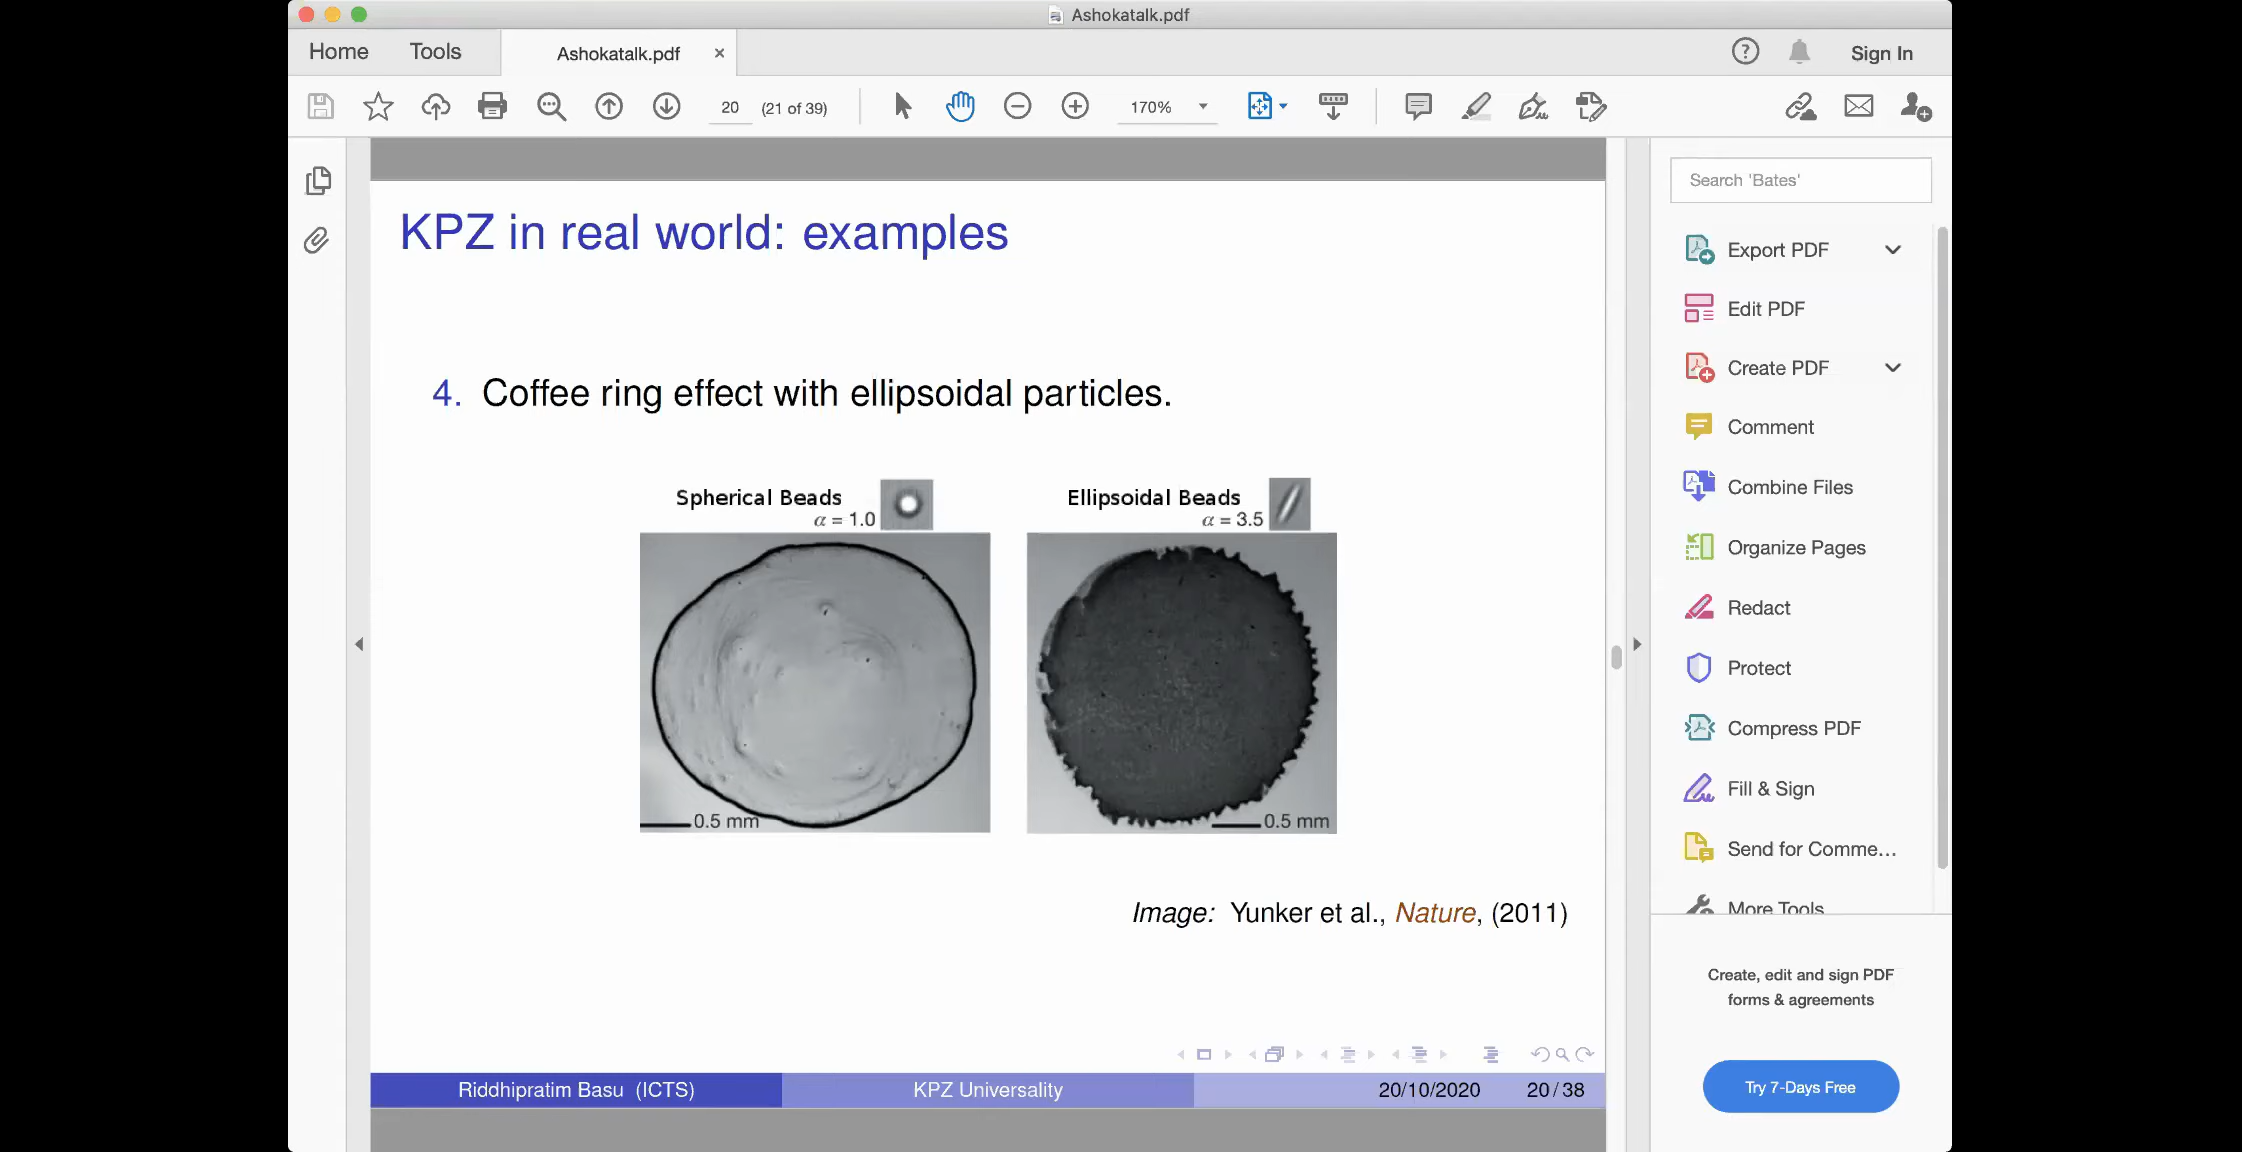 Ashokatalk.pdf
Home
Tools
Ashokatalk.pdf ×
Sign In
20 (21 of 39)
170%
KPZ in real world: examples
4. Coffee ring effect with ellipsoidal particles.
Spherical Beads
α = 1.0
Ellipsoidal Beads
α = 3.5
0.5 mm
0.5 mm
Image: Yunker et al., Nature, (2011)
Riddhipratim Basu (ICTS)
KPZ Universality
20/10/2020
20 / 38
Search 'Bates'
Export PDF
Edit PDF
Create PDF
Comment
Combine Files
Organize Pages
Redact
Protect
Compress PDF
Fill & Sign
Send for Comme...
More Tools
Create, edit and sign PDF
forms & agreements
Try 7-Days Free